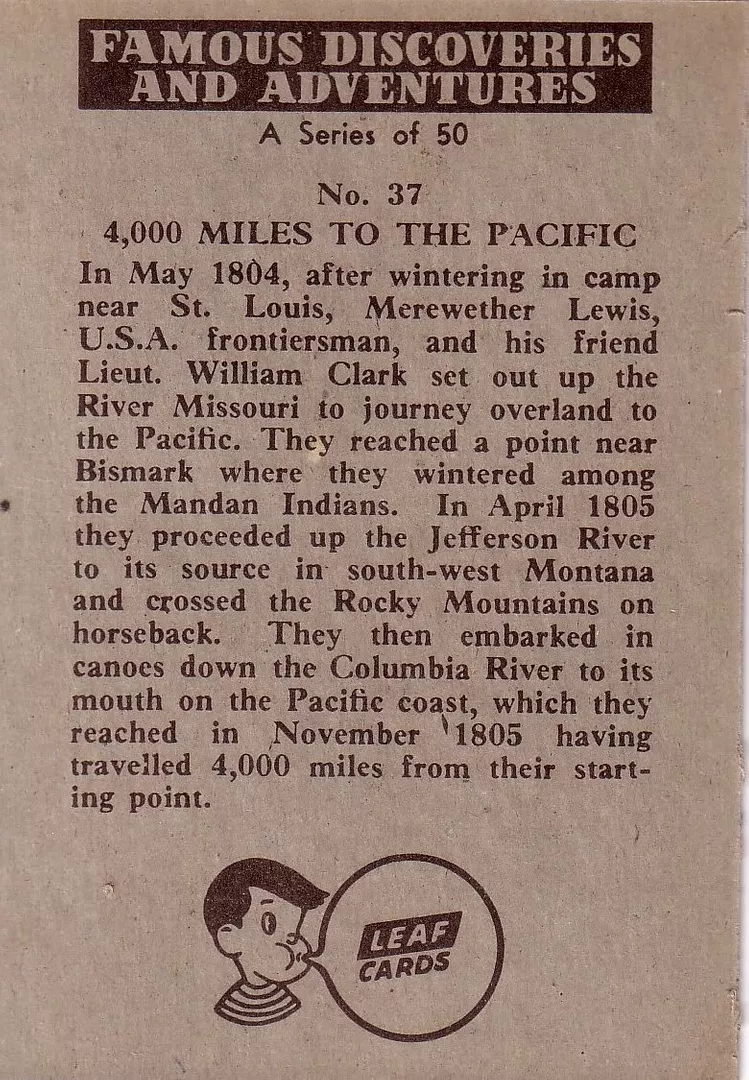 FAMOUS DISCOVERIES
AND ADVENTURES
A Series of 50
No. 37
4,000 MILES TO THE PACIFIC
In May 1804, after wintering in camp
near St. Louis, Merewether Lewis,
U.S.A. frontiersman, and his friend
Lieut. William Clark set out up the
River Missouri to journey overland to
the Pacific. They reached a point near
Bismark where they wintered among
the Mandan Indians. In April 1805
they proceeded up the Jefferson River
to its source in south-west Montana
and crossed the Rocky Mountains on
horseback. They then embarked in
canoes down the Columbia River to its
mouth on the Pacific coast, which they
reached in November 1805 having
travelled 4,000 miles from their start-
ing point.
LEAF
CARDS